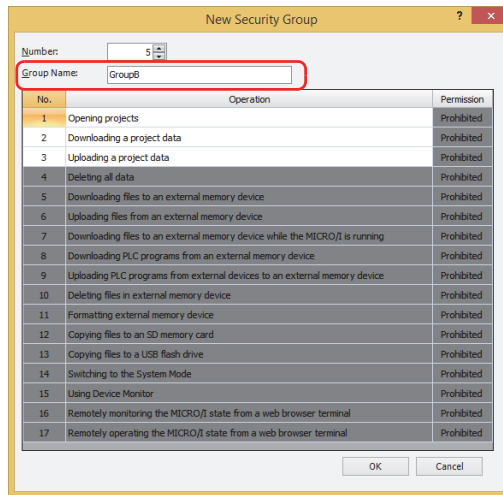 New Security Group ? ×
Number: 5
Group Name: GroupB
No. Operation Permission
1 Opening projects Prohibited
2 Downloading a project data Prohibited
3 Uploading a project data Prohibited
4 Deleting all data Prohibited
5 Downloading files to an external memory device Prohibited
6 Uploading files from an external memory device Prohibited
7 Downloading files to an external memory device while the MICRO/I is running Prohibited
8 Downloading PLC programs from an external memory device Prohibited
9 Uploading PLC programs from external devices to an external memory device Prohibited
10 Deleting files in external memory device Prohibited
11 Formatting external memory device Prohibited
12 Copying files to an SD memory card Prohibited
13 Copying files to a USB flash drive Prohibited
14 Switching to the System Mode Prohibited
15 Using Device Monitor Prohibited
16 Remotely monitoring the MICRO/I state from a web browser terminal Prohibited
17 Remotely operating the MICRO/I state from a web browser terminal Prohibited
OK Cancel